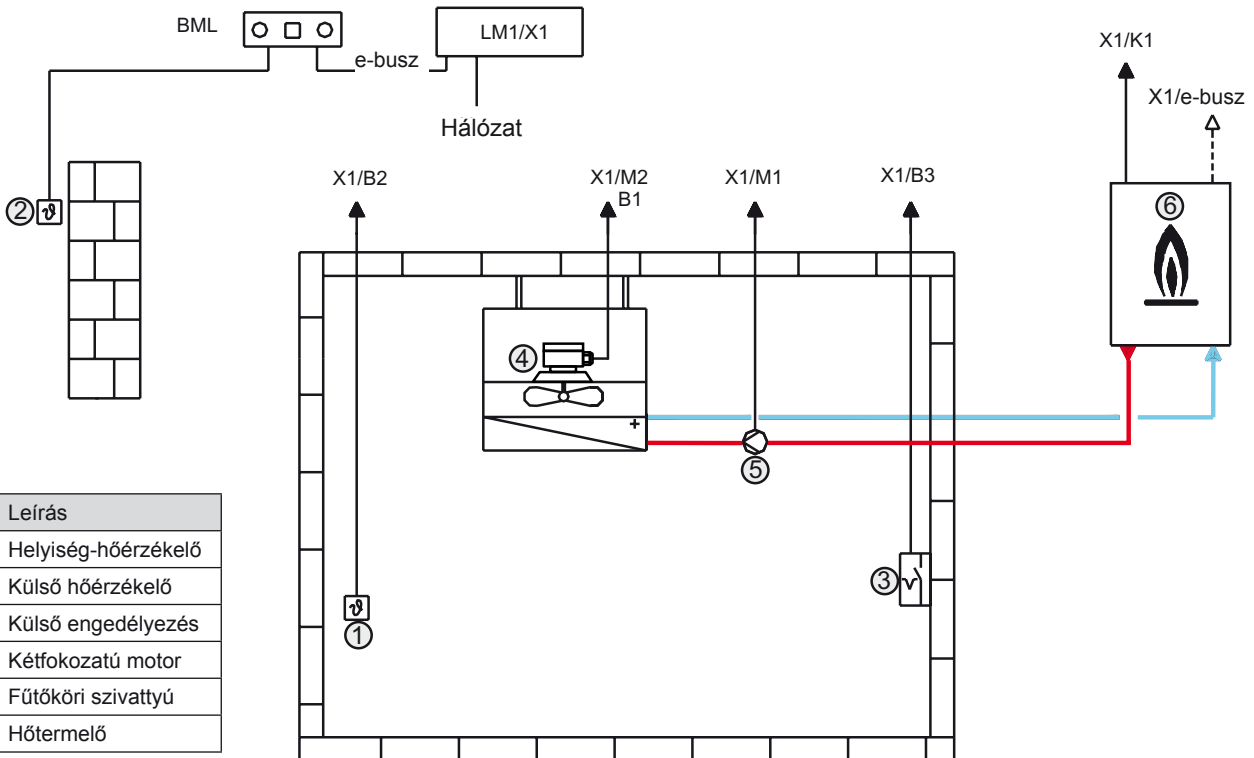 BML
LM1/X1
e-busz
Hálózat
X1/K1
X1/e-busz
X1/B2
X1/M2
B1
X1/M1
X1/B3
2
6
4
+
5
3
1
Leírás
Helyiség-hőérzékelő
Külső hőérzékelő
Külső engedélyezés
Kétfokozatú motor
Fűtőköri szivattyú
Hőtermelő